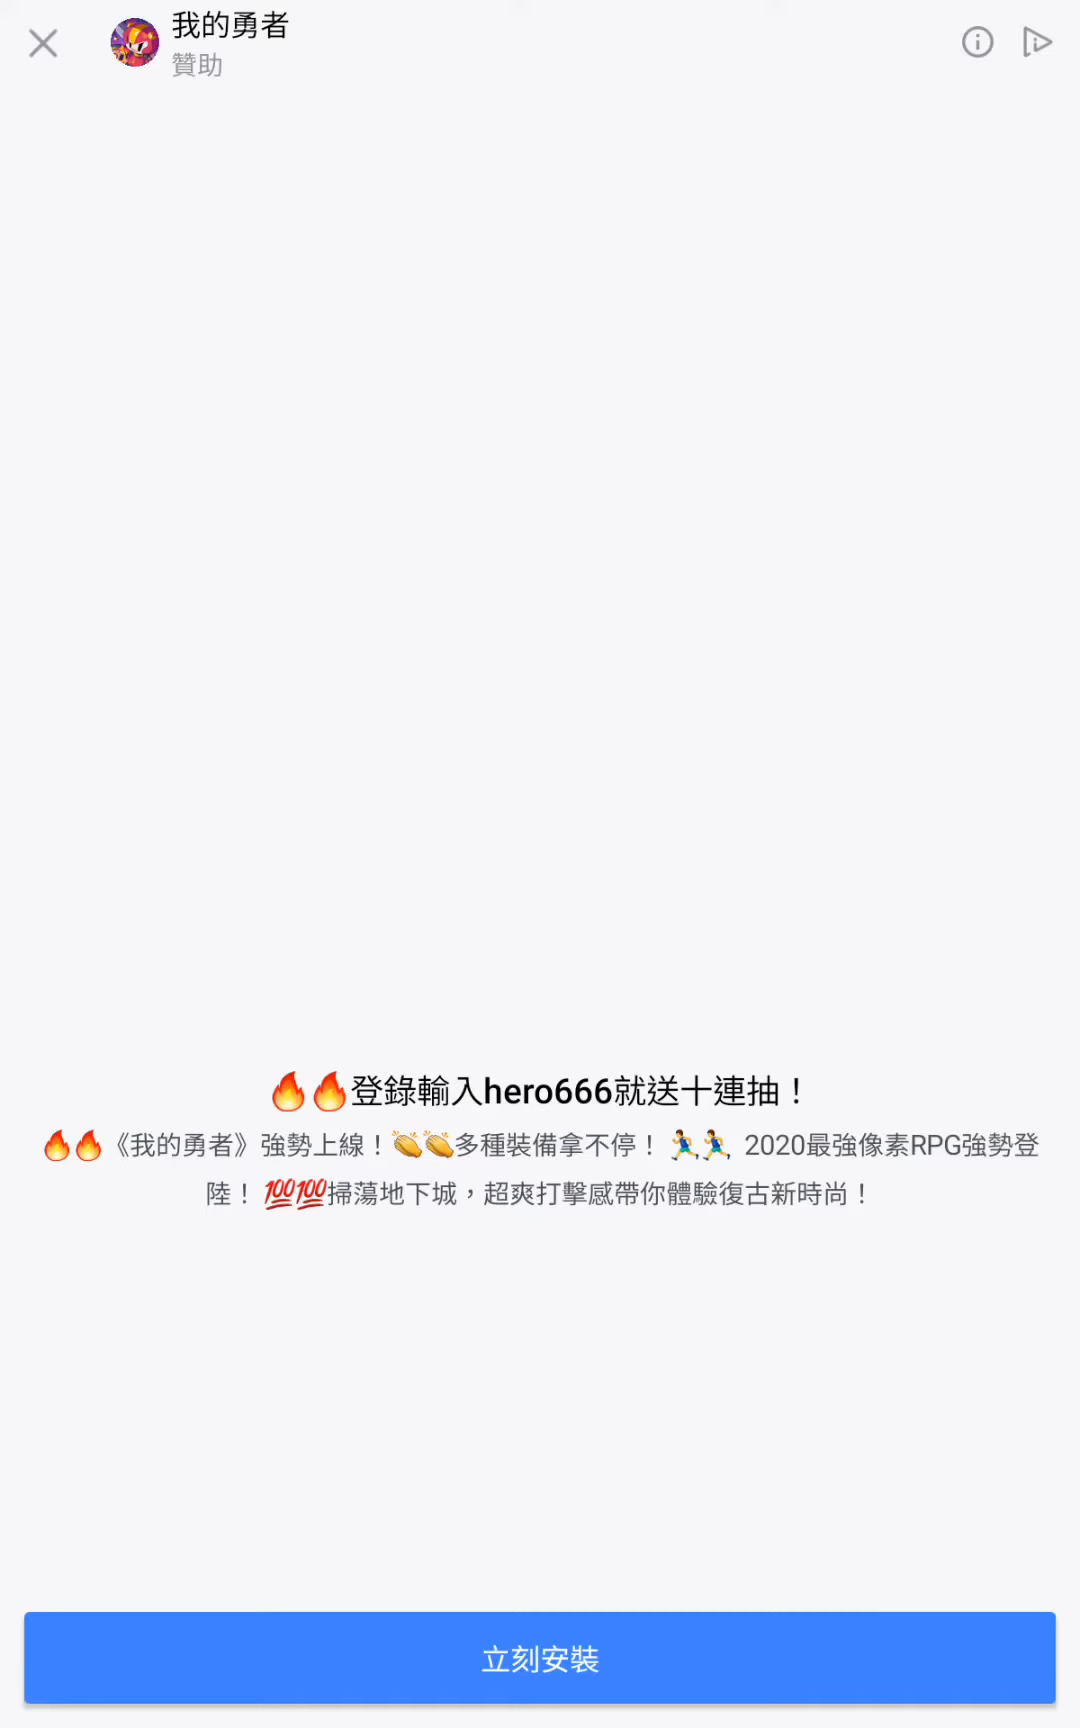 我的勇者
贊助
🔥🔥登錄輸入hero666就送十連抽！
🔥🔥《我的勇者》強勢上線！👏👏多種裝備拿不停！ 🏃🏃 2020最強像素RPG強勢登
陸！ 💯💯掃蕩地下城，超爽打擊感帶你體驗復古新時尚！
立刻安裝